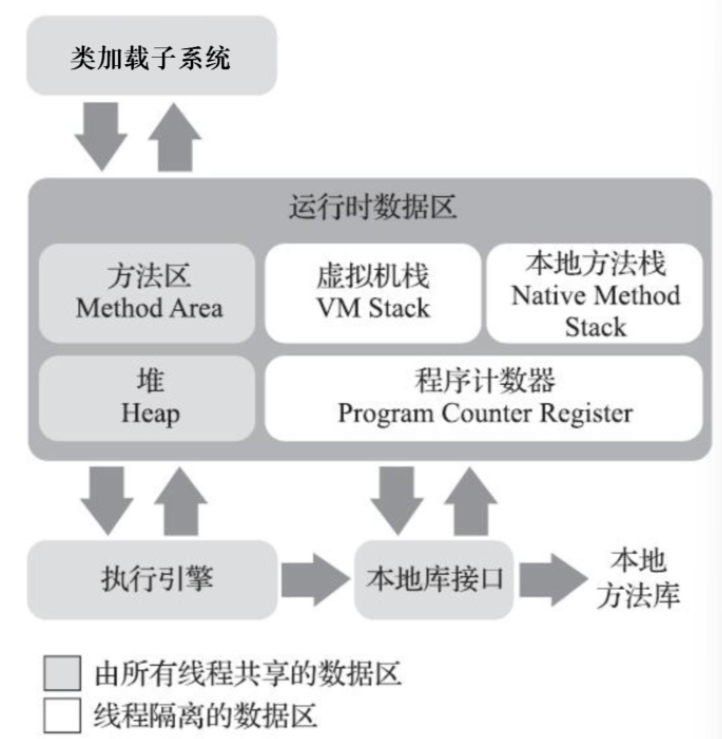 类加载子系统
运行时数据区
方法区
Method Area
虚拟机栈
VM Stack
本地方法栈
Native Method
Stack
堆
Heap
程序计数器
Program Counter Register
执行引擎
本地库接口
本地
方法库
由所有线程共享的数据区
线程隔离的数据区